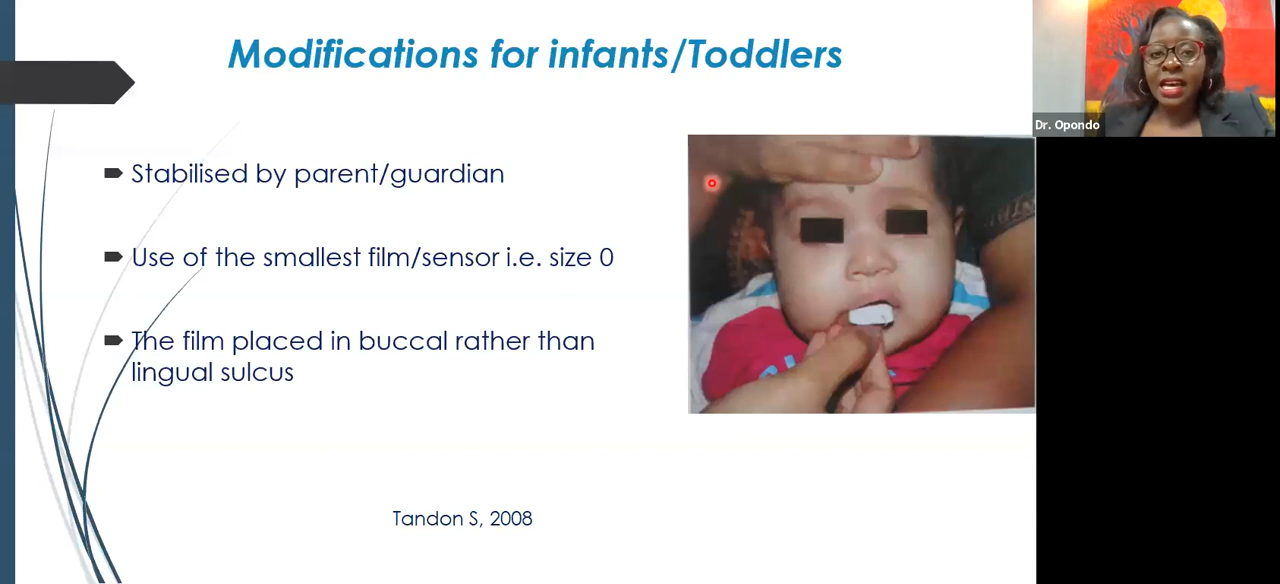 Modifications for infants/Toddlers
Dr. Opondo
Stabilised by parent/guardian
Use of the smallest film/sensor i.e. size 0
The film placed in buccal rather than
lingual sulcus
Tandon S, 2008